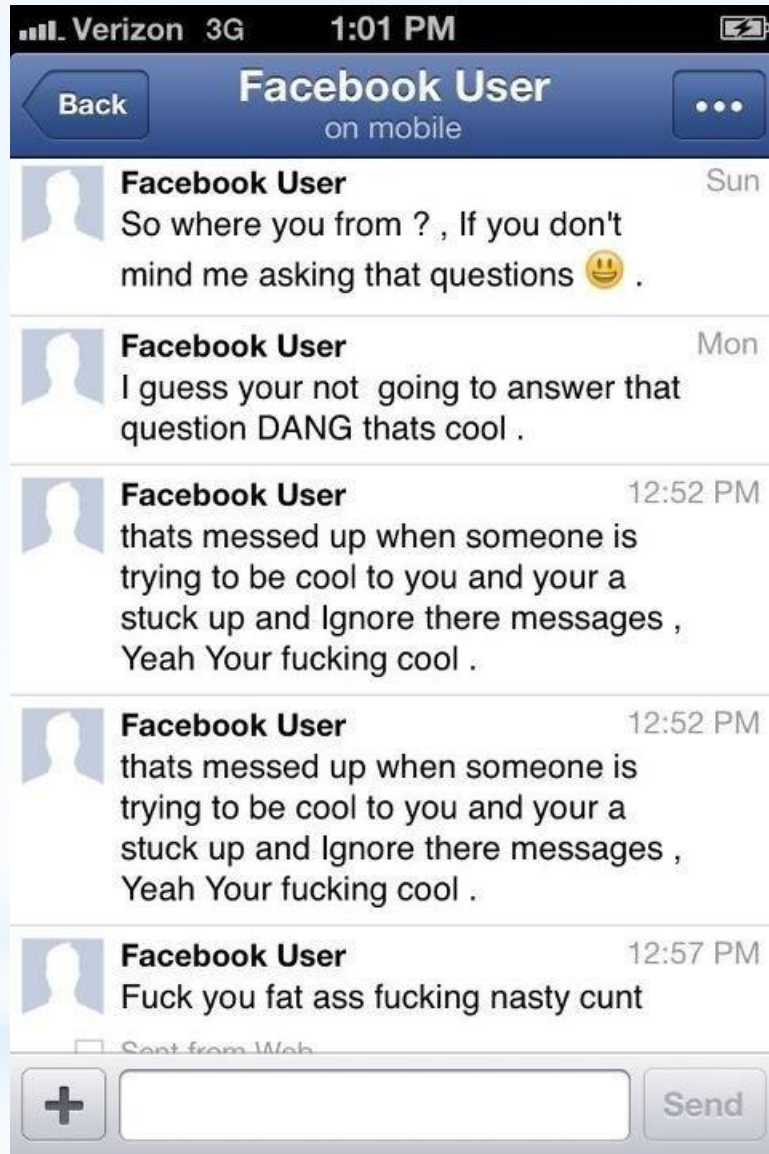 Verizon 3G 1:01 PM
Back
Facebook User
on mobile
•••
Facebook User Sun
So where you from ? , If you don't
mind me asking that questions 😃 .
Facebook User Mon
I guess your not going to answer that
question DANG thats cool .
Facebook User 12:52 PM
thats messed up when someone is
trying to be cool to you and your a
stuck up and Ignore there messages ,
Yeah Your fucking cool .
Facebook User 12:52 PM
thats messed up when someone is
trying to be cool to you and your a
stuck up and Ignore there messages ,
Yeah Your fucking cool .
Facebook User 12:57 PM
Fuck you fat ass fucking nasty cunt
Sent from Web
+
Send